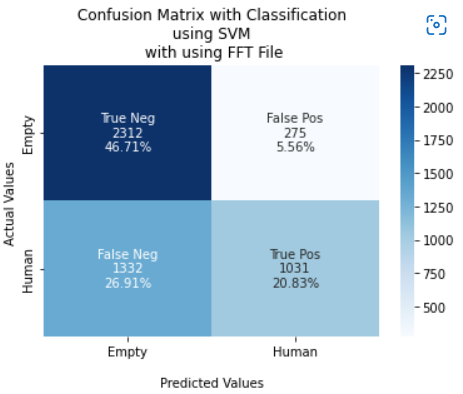 Confusion Matrix with Classification
using SVM
with using FFT File
True Neg
2312
46.71%
False Pos
275
5.56%
False Neg
1332
26.91%
True Pos
1031
20.83%
Actual Values
Empty
Human
Empty
Human
Predicted Values
2250
2000
1750
1500
1250
1000
750
500